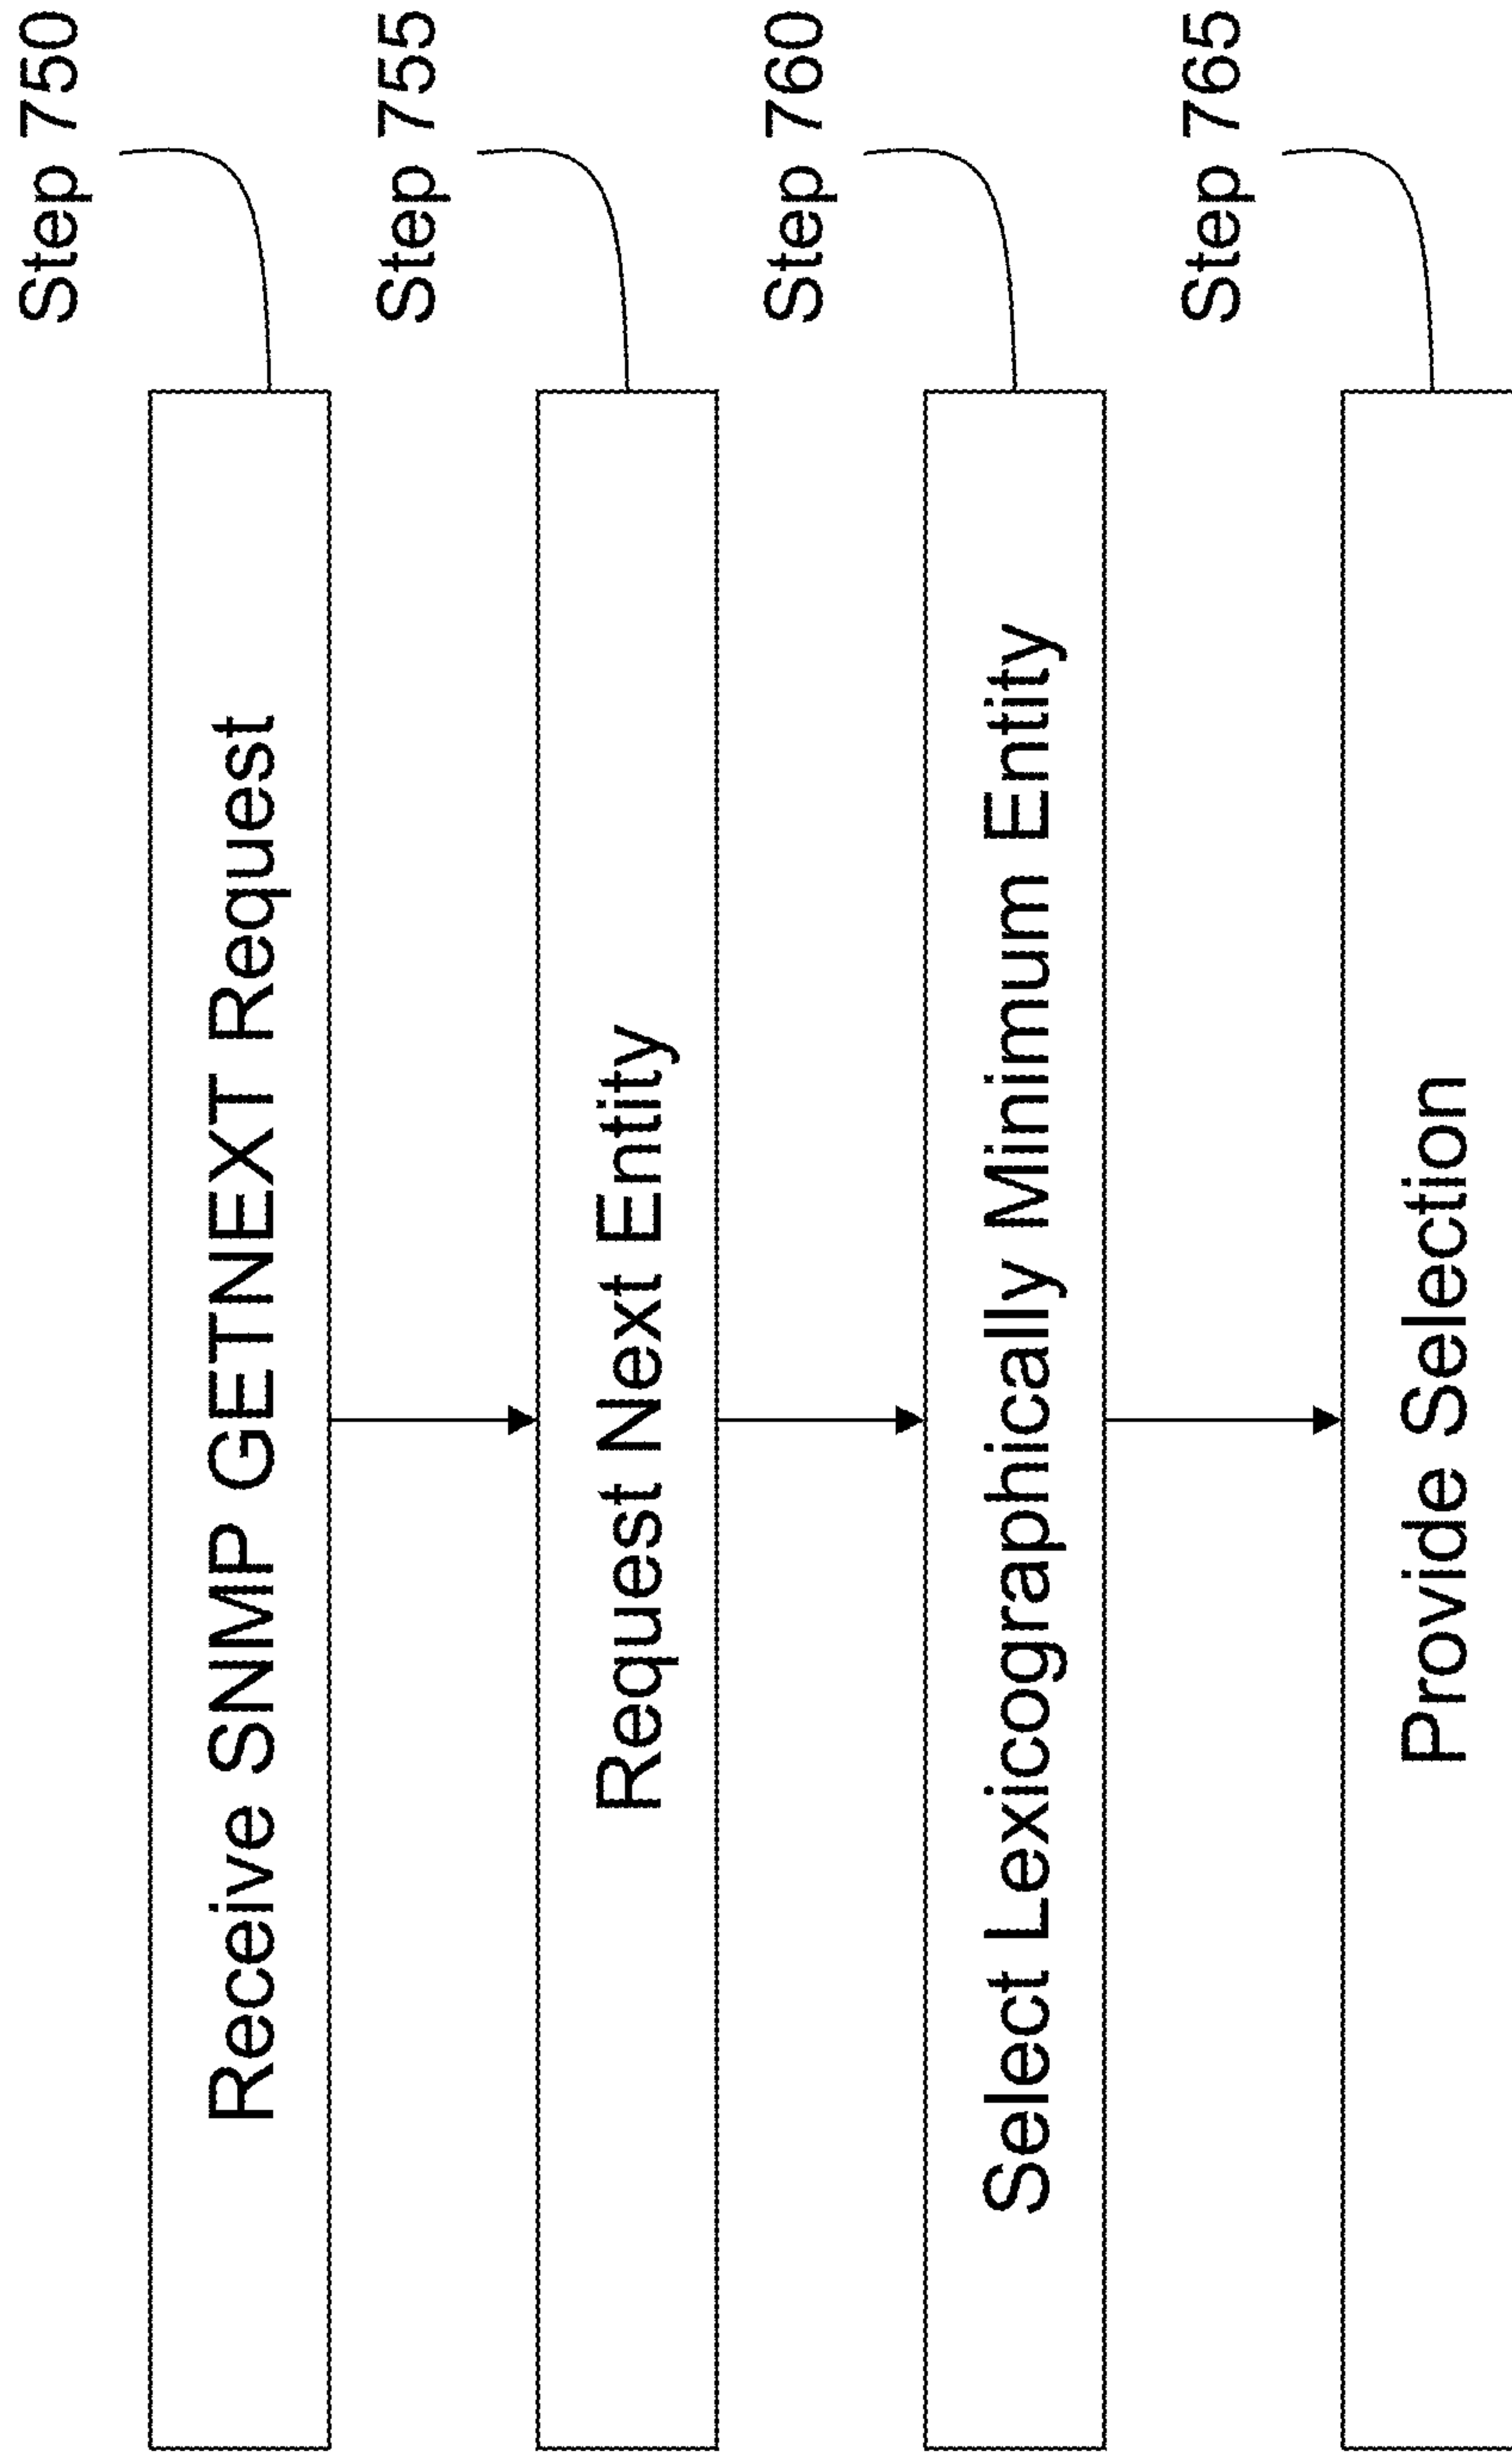 Step 750
Receive SNMP GETNEXT Request
Step 755
Request Next Entity
Step 760
Select Lexicographically Minimum Entity
Step 765
Provide Selection